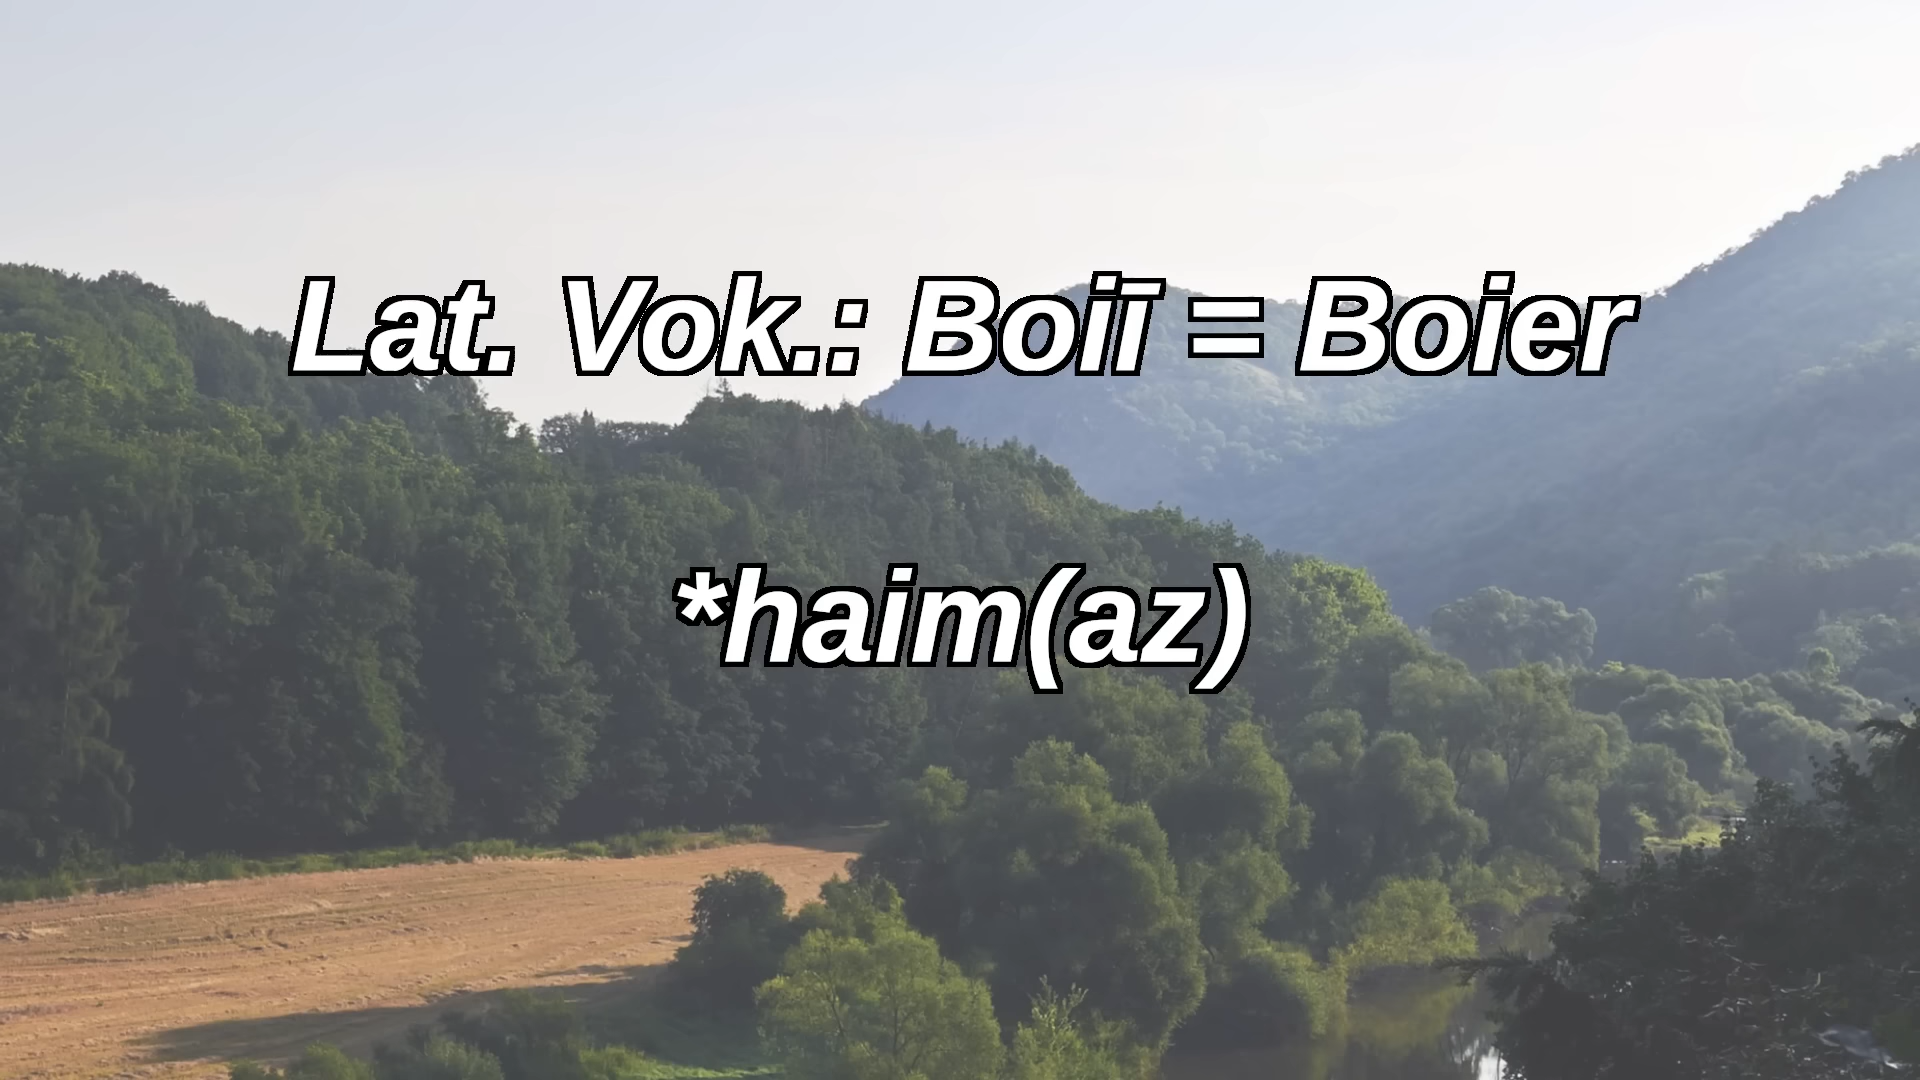 Lat. Vok.: Boiī = Boier
*haim(az)